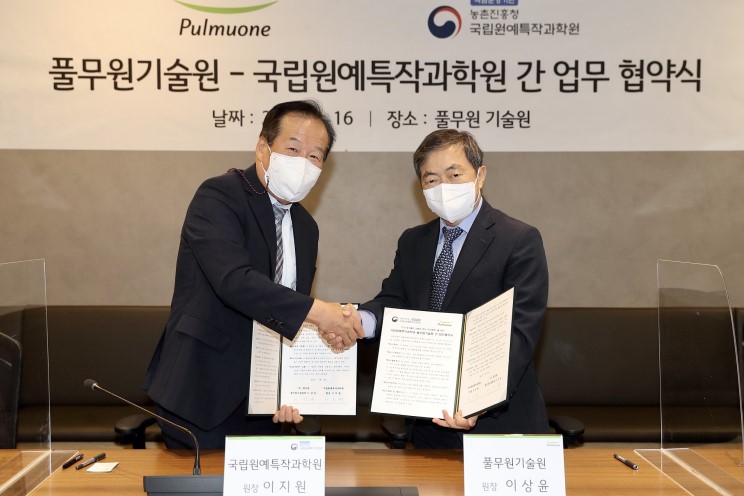 Pulmuone
농촌진흥청
국립원예특작과학원
풀무원기술원 – 국립원예특작과학원 간 업무 협약식
날짜 : 16 | 장소 : 풀무원 기술원
국립원예특작과학원
원장 이 지 원
풀무원기술원
원장 이 상 윤